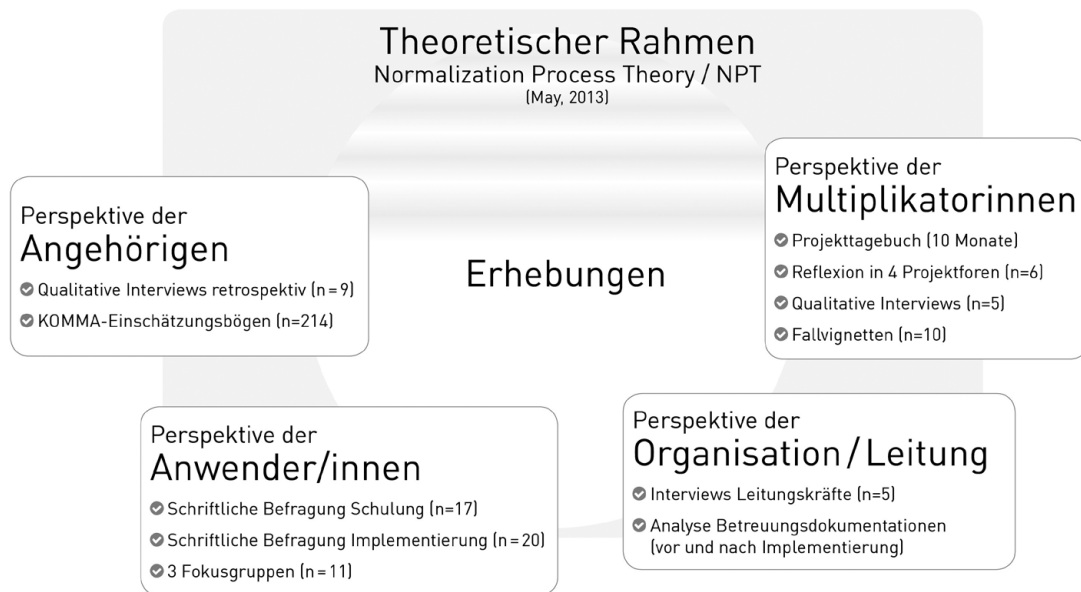 Theoretischer Rahmen
Normalization Process Theory / NPT
(May, 2013)
Perspektive der
Angehörigen
Qualitative Interviews retrospektiv (n=9)
KOMMA-Einschätzungsbögen (n=214)
Erhebungen
Perspektive der
Multiplikatorinnen
Projekttagebuch (10 Monate)
Reflexion in 4 Projektforen (n=6)
Qualitative Interviews (n=5)
Fallvignetten (n=10)
Perspektive der
Anwender/innen
Schriftliche Befragung Schulung (n=17)
Schriftliche Befragung Implementierung (n=20)
3 Fokusgruppen (n=11)
Perspektive der
Organisation/Leitung
Interviews Leitungskräfte (n=5)
Analyse Betreuungsdokumentationen
(vor und nach Implementierung)